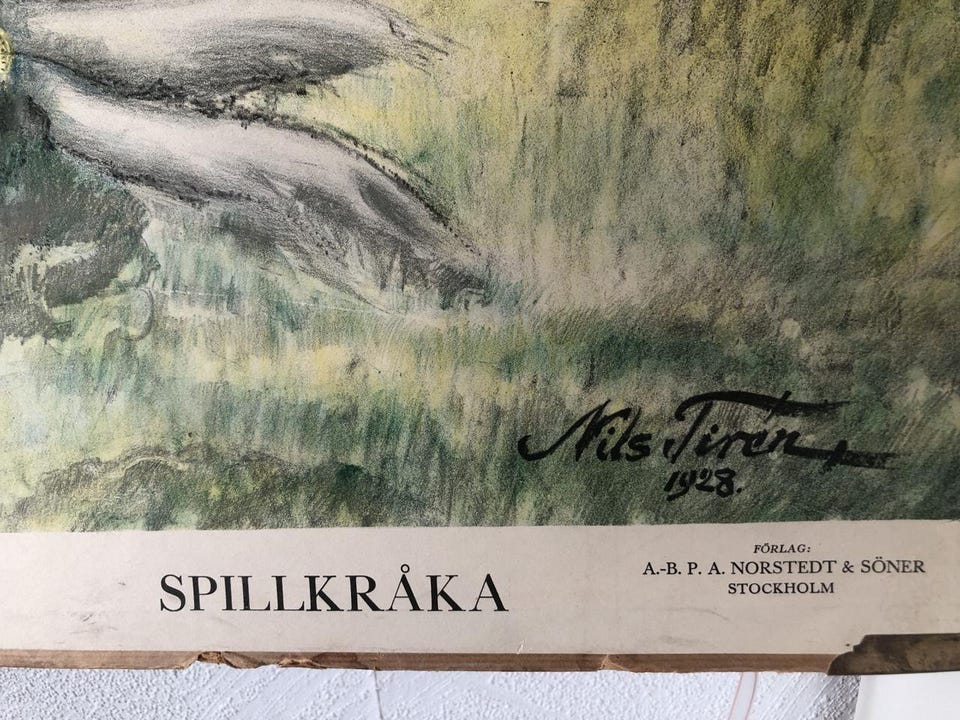 Nils Tirén
1928.
SPILLKRÅKA
FÖRLAG:
A.-B. P. A. NORSTEDT & SÖNER
STOCKHOLM